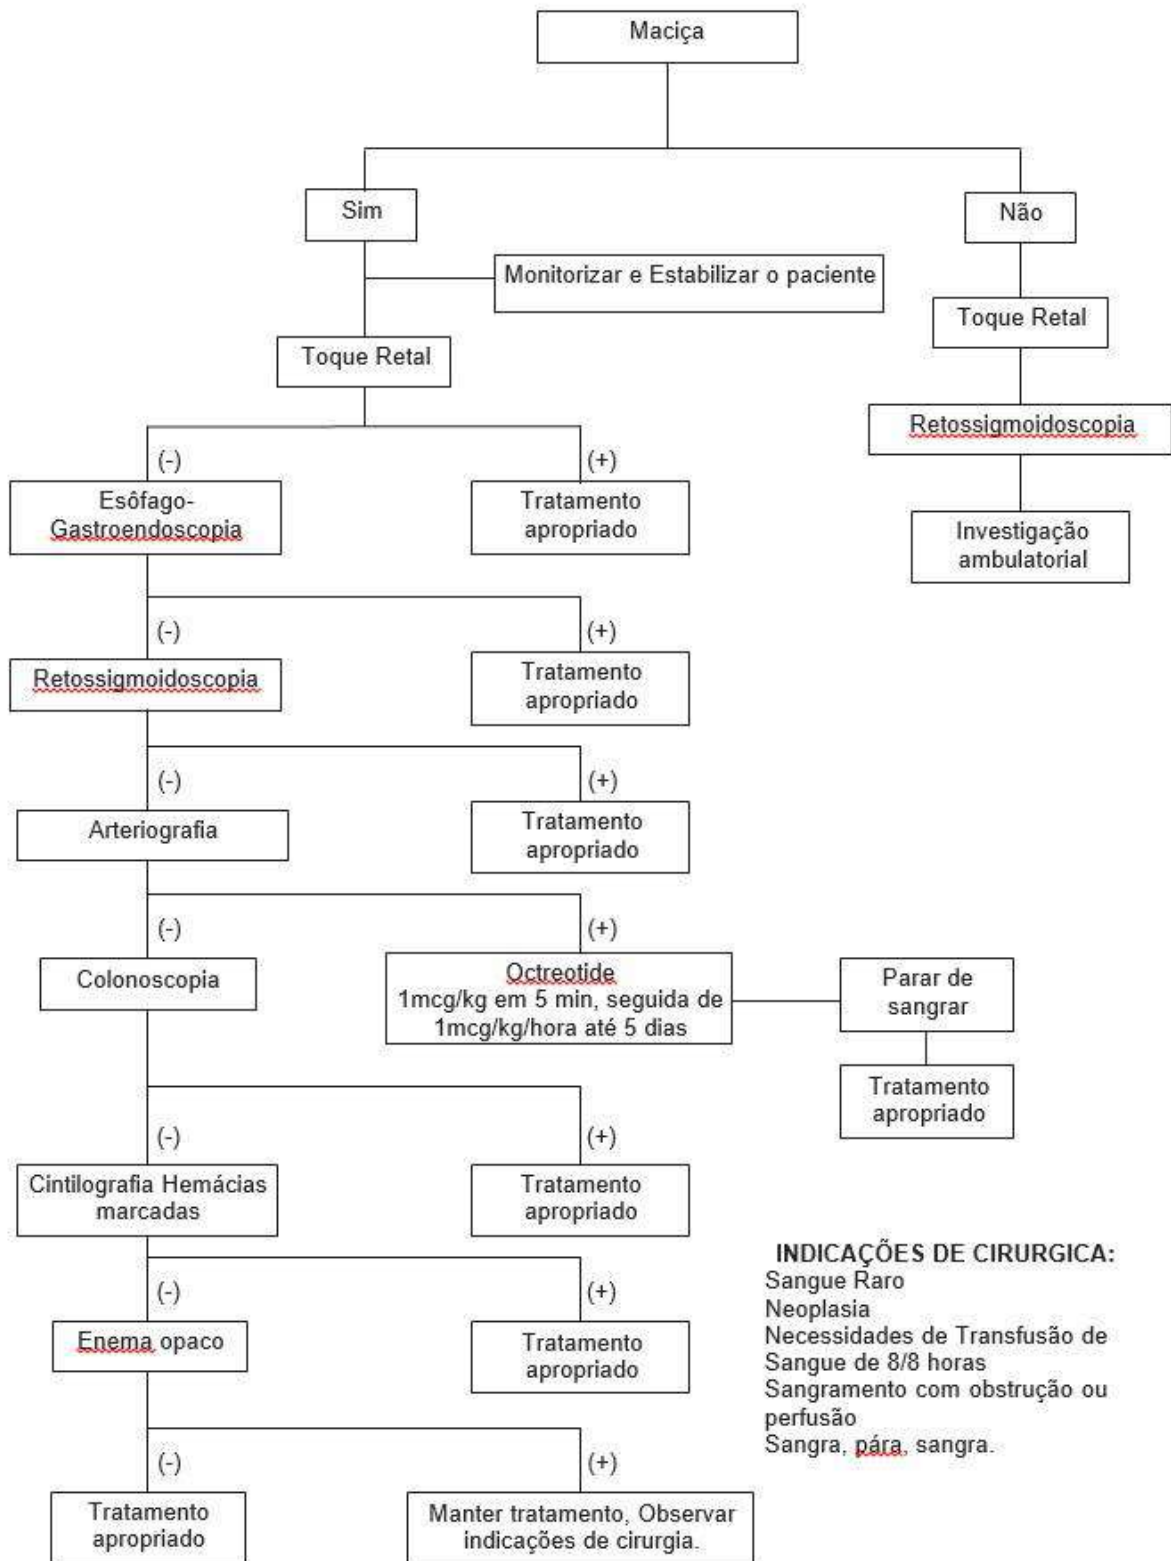 Maciça
Sim
Não
Monitorizar e Estabilizar o paciente
Toque Retal
Toque Retal
Retossigmoidoscopia
(-)
(+)
Esôfago-
Gastroendoscopia
Tratamento
apropriado
Investigação
ambulatorial
(-)
(+)
Retossigmoidoscopia
Tratamento
apropriado
(-)
(+)
Arteriografia
Tratamento
apropriado
(-)
(+)
Colonoscopia
Octreotide
1mcg/kg em 5 min, seguida de
1mcg/kg/hora até 5 dias
Parar de
sangrar
Tratamento
apropriado
(-)
(+)
Cintilografia Hemácias
marcadas
Tratamento
apropriado
(-)
(+)
Enema opaco
Tratamento
apropriado
(-)
(+)
Tratamento
apropriado
Manter tratamento, Observar
indicações de cirurgia.
INDICAÇÕES DE CIRURGICA:
Sangue Raro
Neoplasia
Necessidades de Transfusão de
Sangue de 8/8 horas
Sangramento com obstrução ou
perfusão
Sangra, pára, sangra.